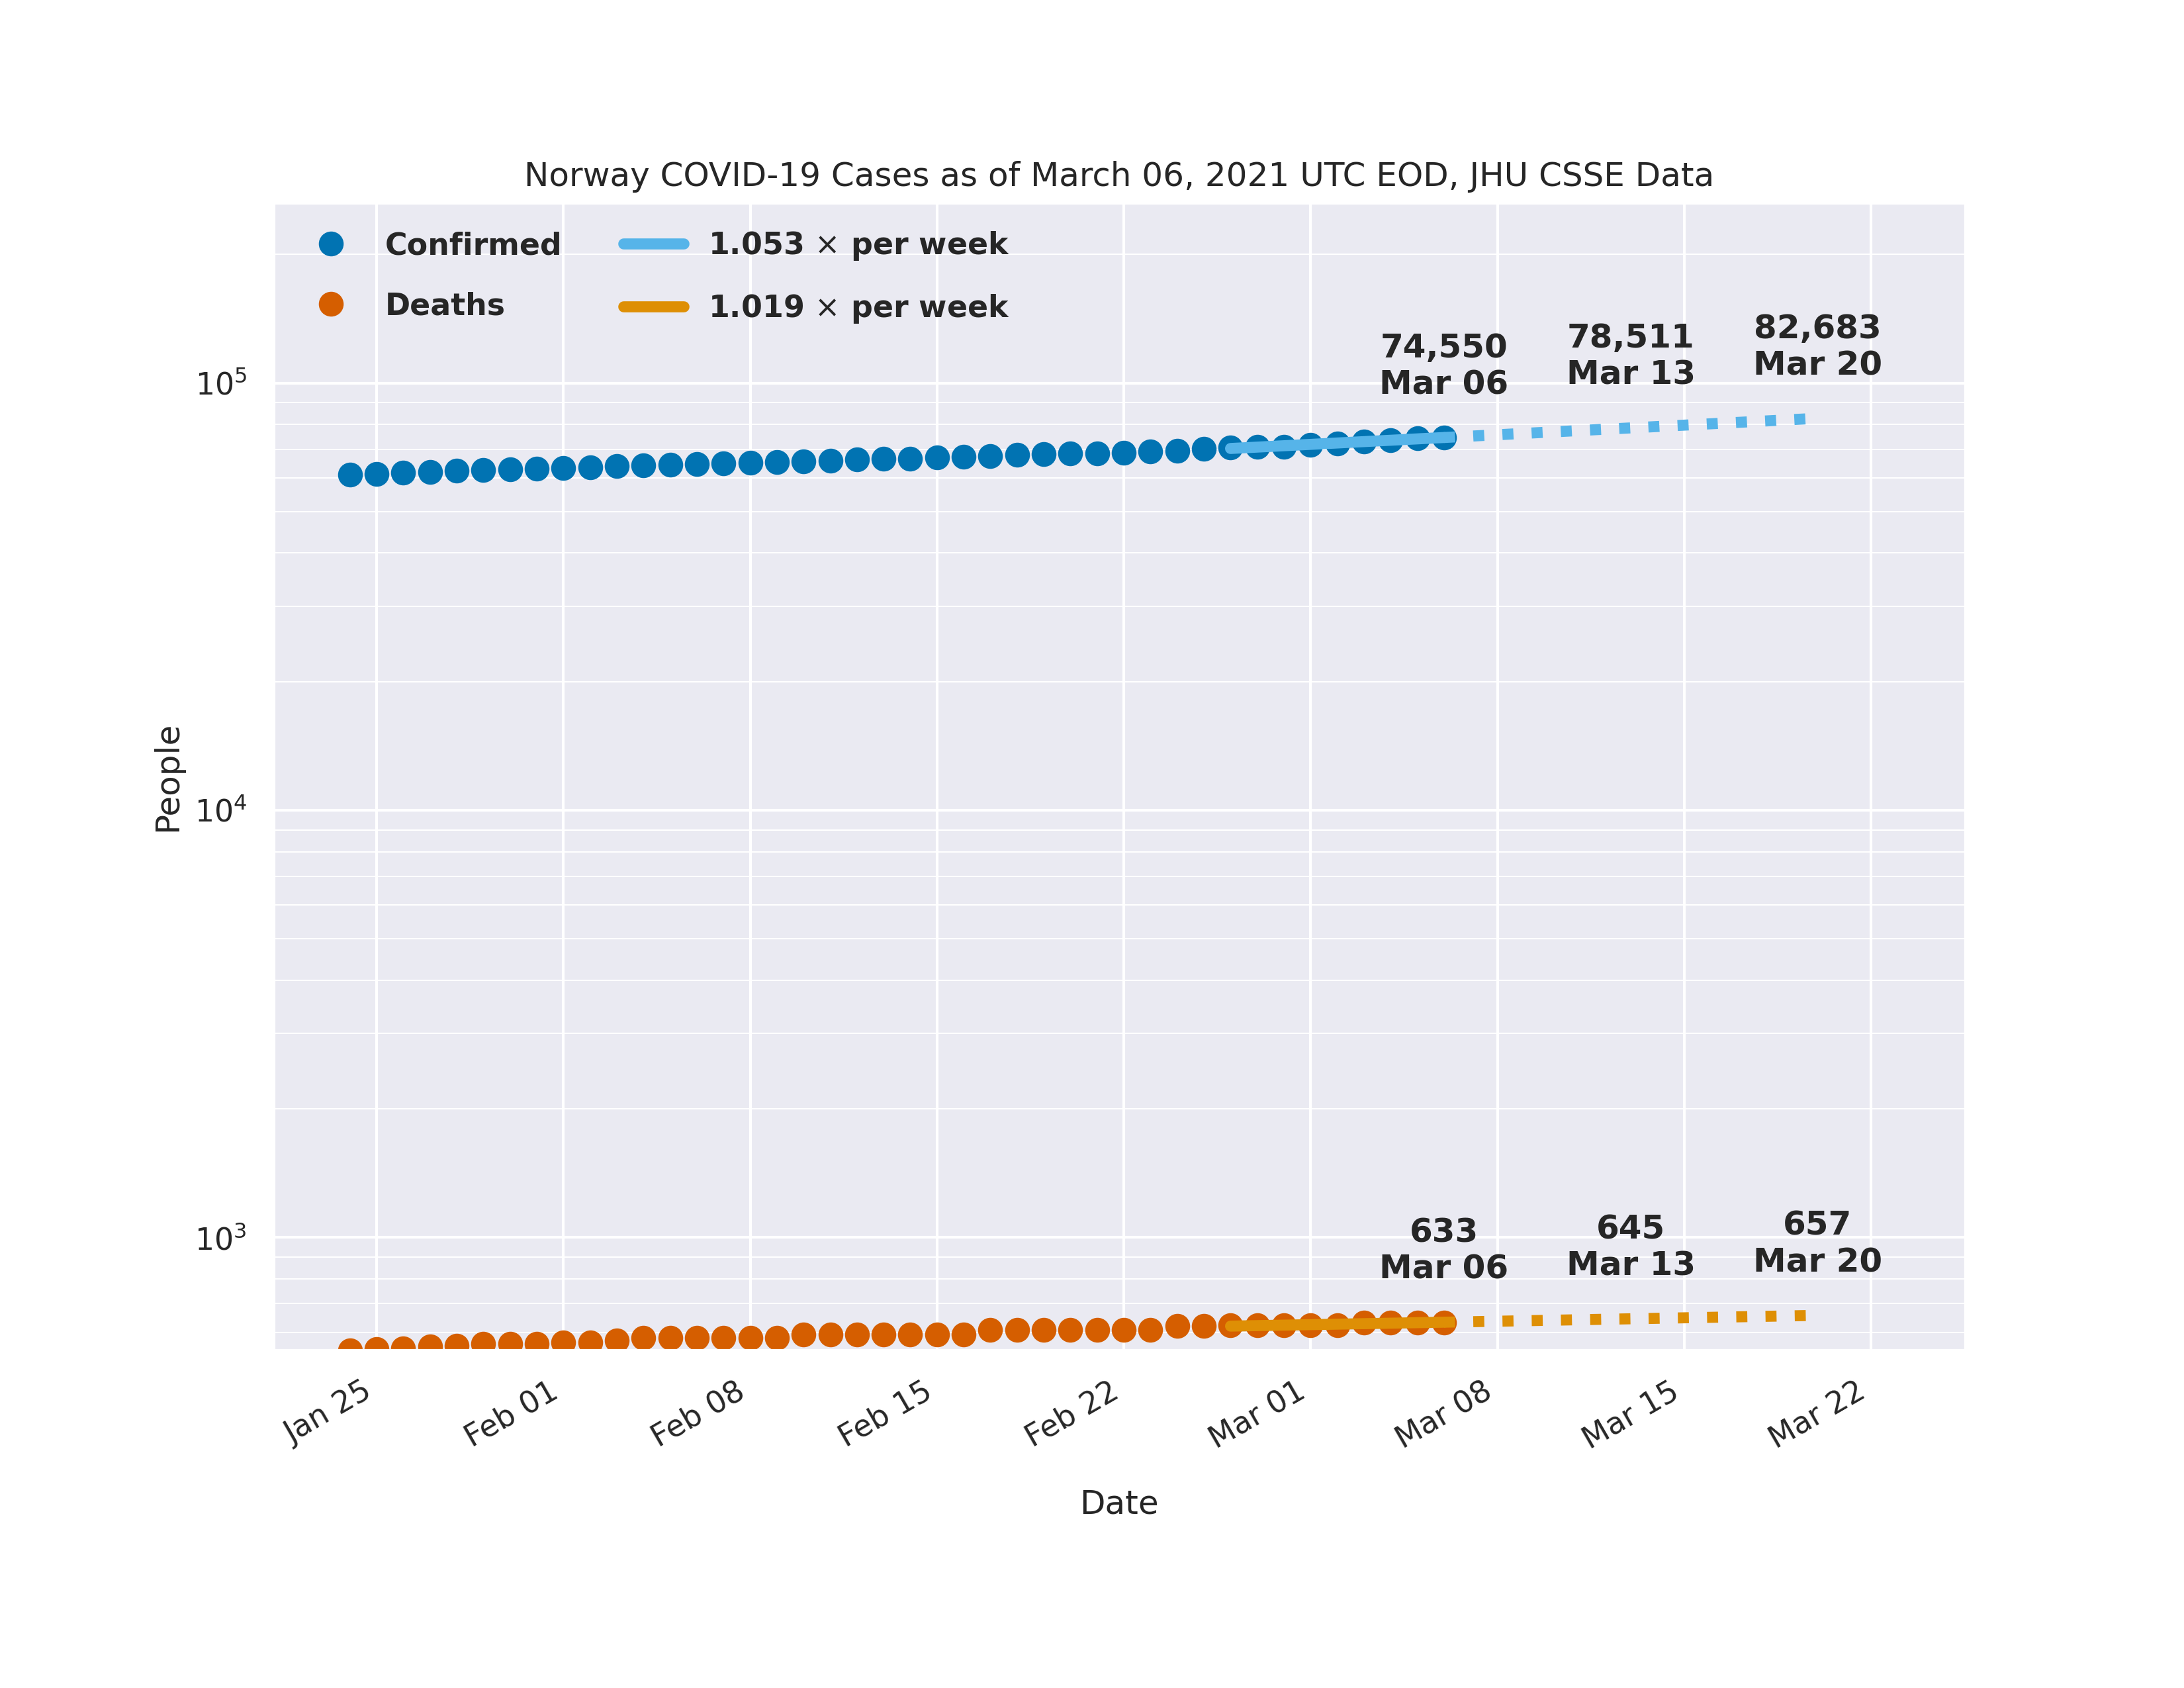 Norway COVID-19 Cases as of March 06, 2021 UTC EOD, JHU CSSE Data
Confirmed
Deaths
1.053 × per week
1.019 × per week
74,550
Mar 06
78,511
Mar 13
82,683
Mar 20
10⁵
10⁴
10³
People
633
Mar 06
645
Mar 13
657
Mar 20
Jan 25
Feb 01
Feb 08
Feb 15
Feb 22
Mar 01
Mar 08
Mar 15
Mar 22
Date